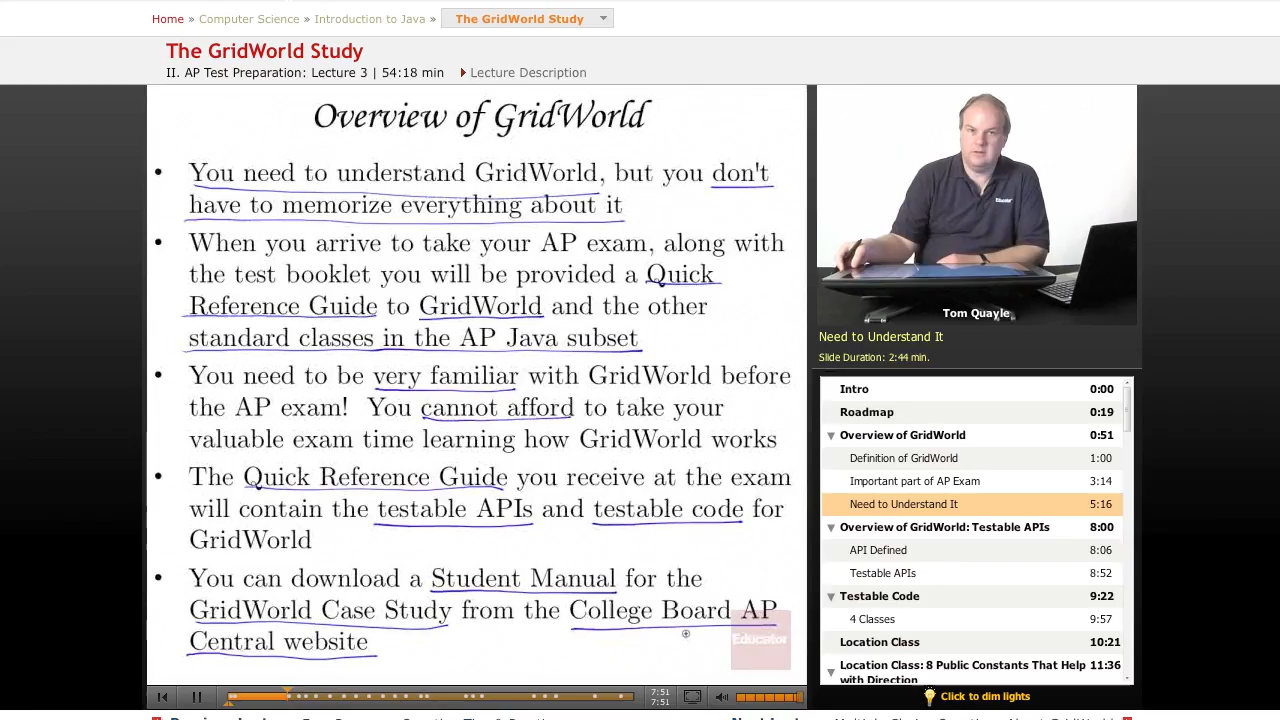 Home » Computer Science » Introduction to Java » The GridWorld Study
The GridWorld Study
II. AP Test Preparation: Lecture 3 | 54:18 min Lecture Description
Overview of GridWorld
• You need to understand GridWorld, but you don't
have to memorize everything about it
• When you arrive to take your AP exam, along with
the test booklet you will be provided a Quick
Reference Guide to GridWorld and the other
standard classes in the AP Java subset
• You need to be very familiar with GridWorld before
the AP exam! You cannot afford to take your
valuable exam time learning how GridWorld works
• The Quick Reference Guide you receive at the exam
will contain the testable APIs and testable code for
GridWorld
• You can download a Student Manual for the
GridWorld Case Study from the College Board AP
Central website
Educator
7:51
7:51
Educator
Tom Quayle
Need to Understand It
Slide Duration: 2:44 min.
Intro 0:00
Roadmap 0:19
Overview of GridWorld 0:51
Definition of GridWorld 1:00
Important part of AP Exam 3:14
Need to Understand It 5:16
Overview of GridWorld: Testable APIs 8:00
API Defined 8:06
Testable APIs 8:52
Testable Code 9:22
4 Classes 9:57
Location Class 10:21
Location Class: 8 Public Constants That Help 11:36
with Direction
Click to dim lights